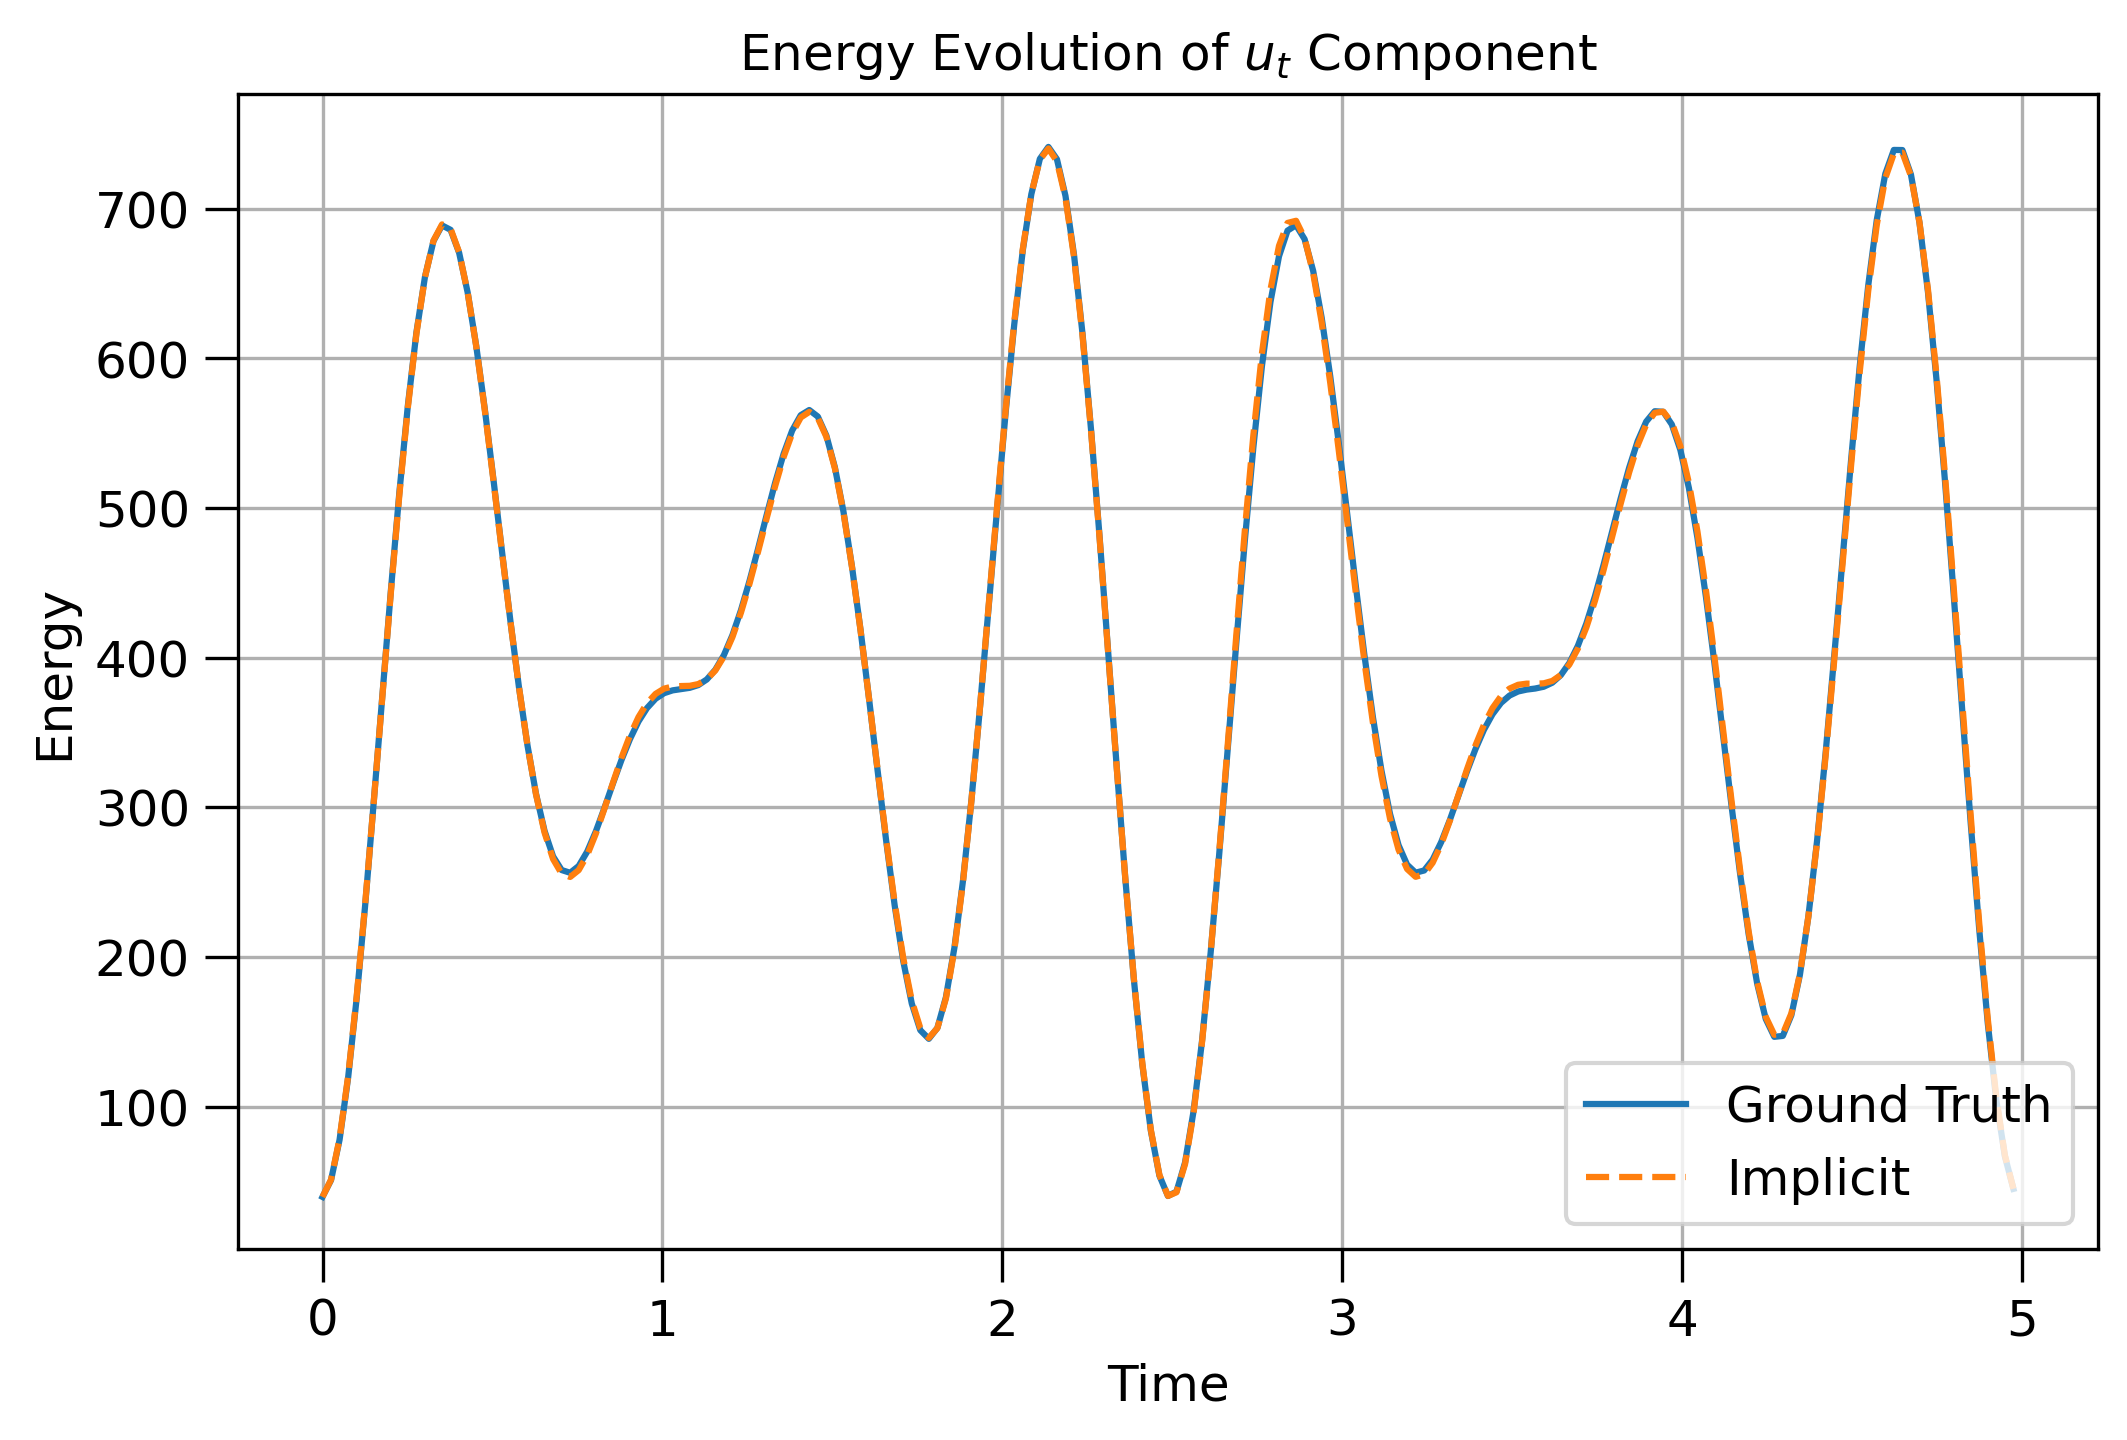 Energy Evolution of u_t Component
Energy
700
600
500
400
300
200
100
0 1 2 3 4 5
Time
Ground Truth
Implicit